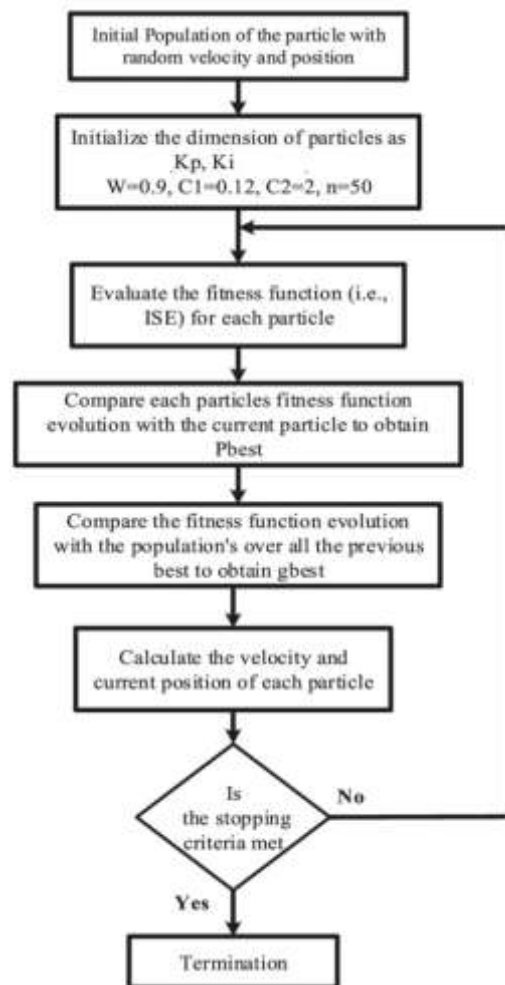 Initial Population of the particle with
random velocity and position
Initialize the dimension of particles as
Kp, Ki
W=0.9, C1=0.12, C2=2, n=50
Evaluate the fitness function (i.e.,
ISE) for each particle
Compare each particles fitness function
evolution with the current particle to obtain
Pbest
Compare the fitness function evolution
with the population's over all the previous
best to obtain gbest
Calculate the velocity and
current position of each particle
Is
the stopping
criteria met
No
Yes
Termination